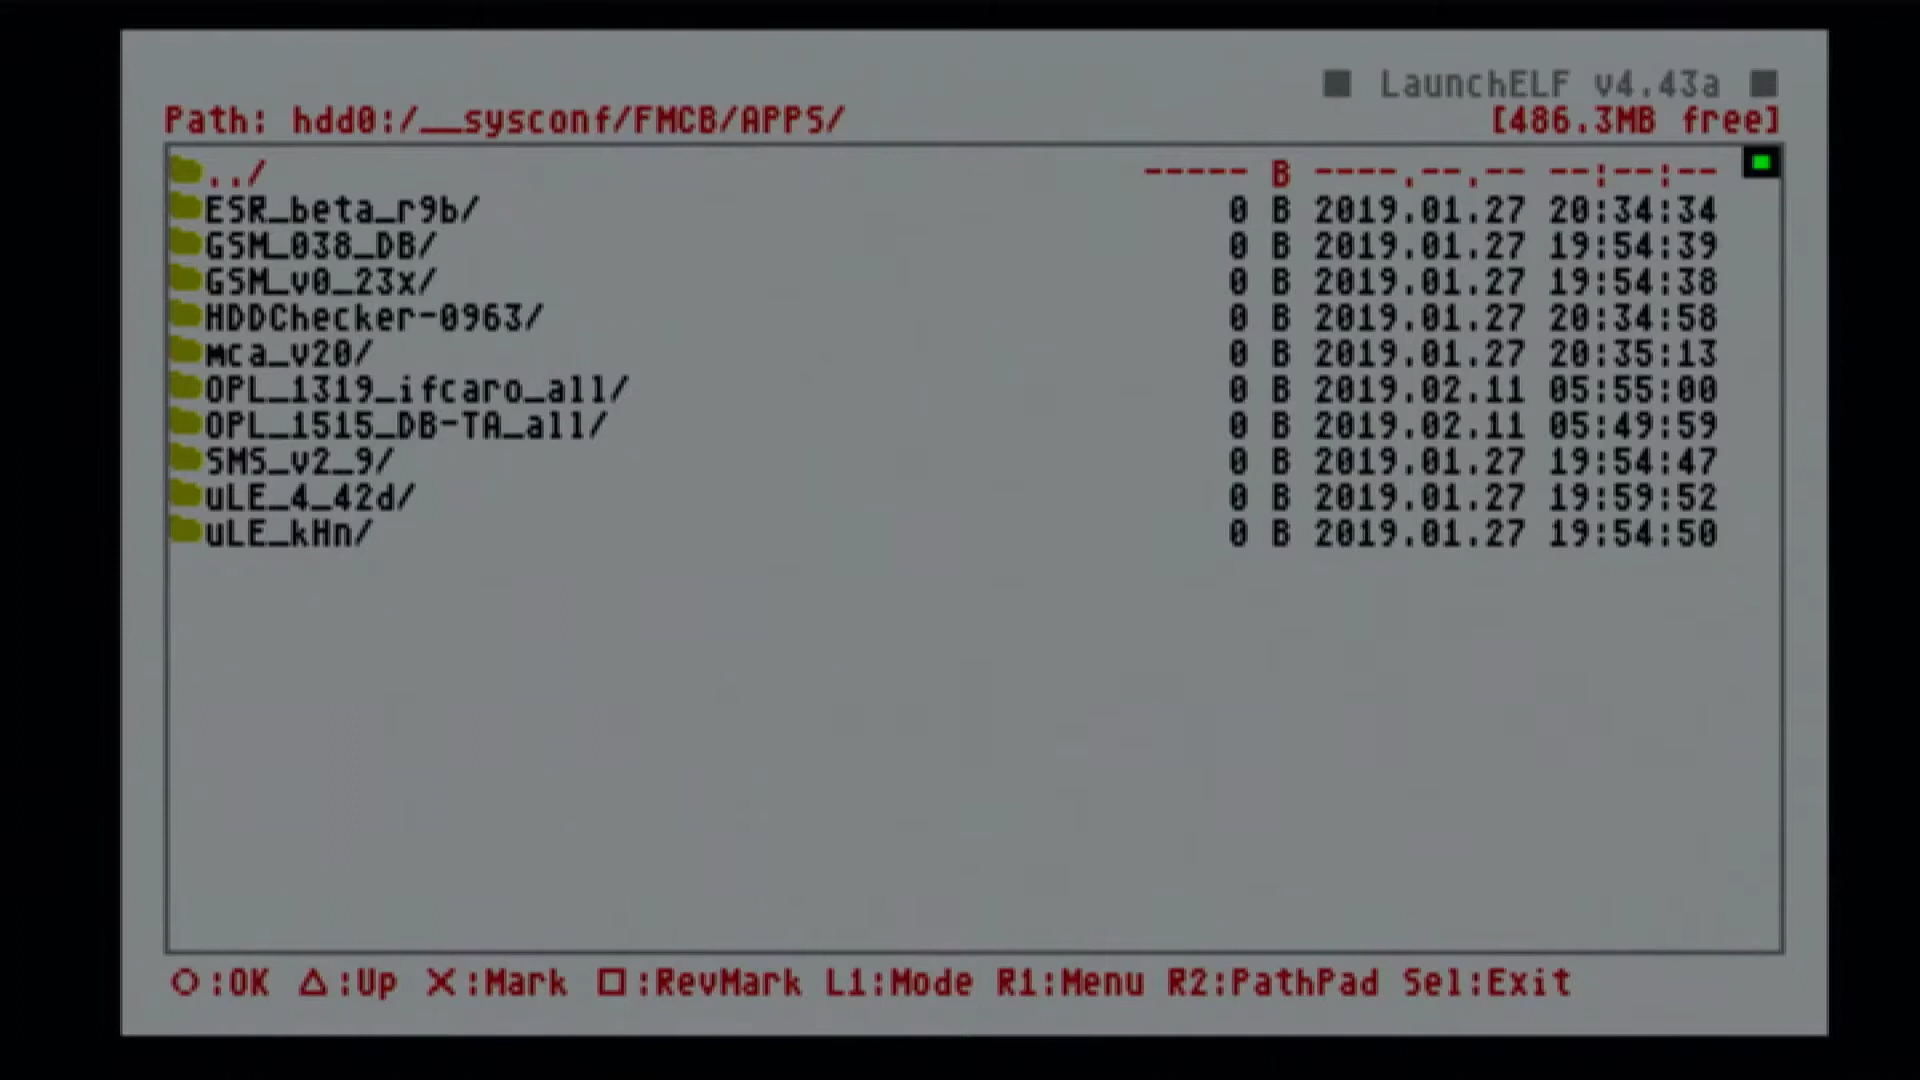 ■ LaunchELF v4.43a ■
Path: hdd0:/__sysconf/FMCB/APPS/ [486.3MB free]
../ ----- B ----.--.-- --:--:--
ESR_beta_r9b/ 0 B 2019.01.27 20:34:34
GSM_038_DB/ 0 B 2019.01.27 19:54:39
GSM_v0_23x/ 0 B 2019.01.27 19:54:38
HDDChecker-0963/ 0 B 2019.01.27 20:34:58
mca_v20/ 0 B 2019.01.27 20:35:13
OPL_1319_ifcaro_all/ 0 B 2019.02.11 05:55:00
OPL_1515_DB-TA_all/ 0 B 2019.02.11 05:49:59
SMS_v2_9/ 0 B 2019.01.27 19:54:47
uLE_4_42d/ 0 B 2019.01.27 19:59:52
uLE_kHn/ 0 B 2019.01.27 19:54:50
○:OK △:Up ✕:Mark □:RevMark L1:Mode R1:Menu R2:PathPad Sel:Exit